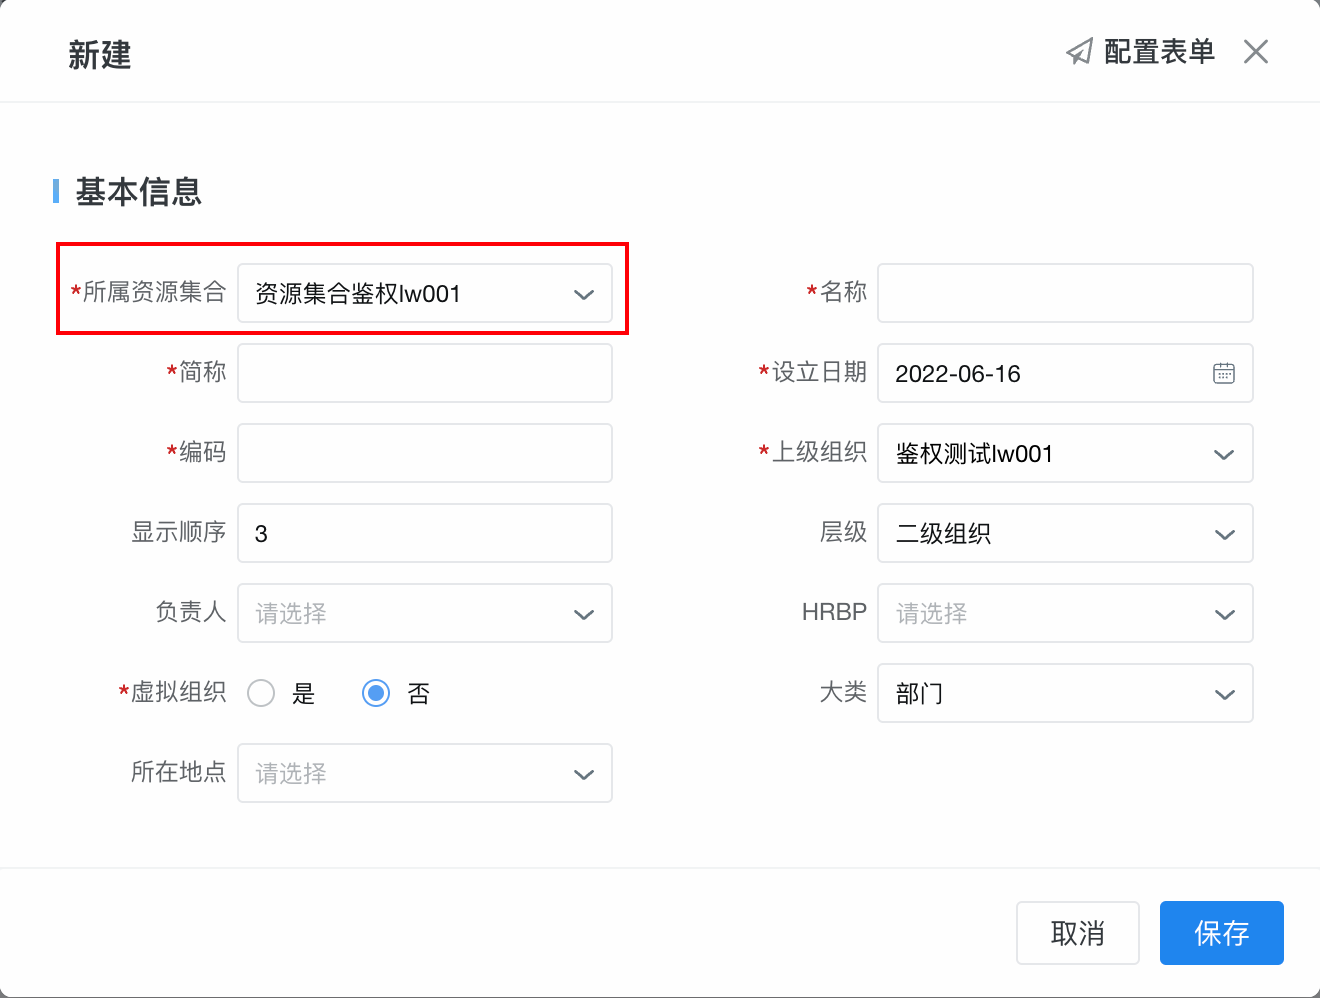 新建
配置表单
基本信息
*所属资源集合 资源集合鉴权lw001 *名称
*简称 *设立日期 2022-06-16
*编码 *上级组织 鉴权测试lw001
显示顺序 3 层级 二级组织
负责人 请选择 HRBP 请选择
*虚拟组织 是 否 大类 部门
所在地点 请选择
取消 保存